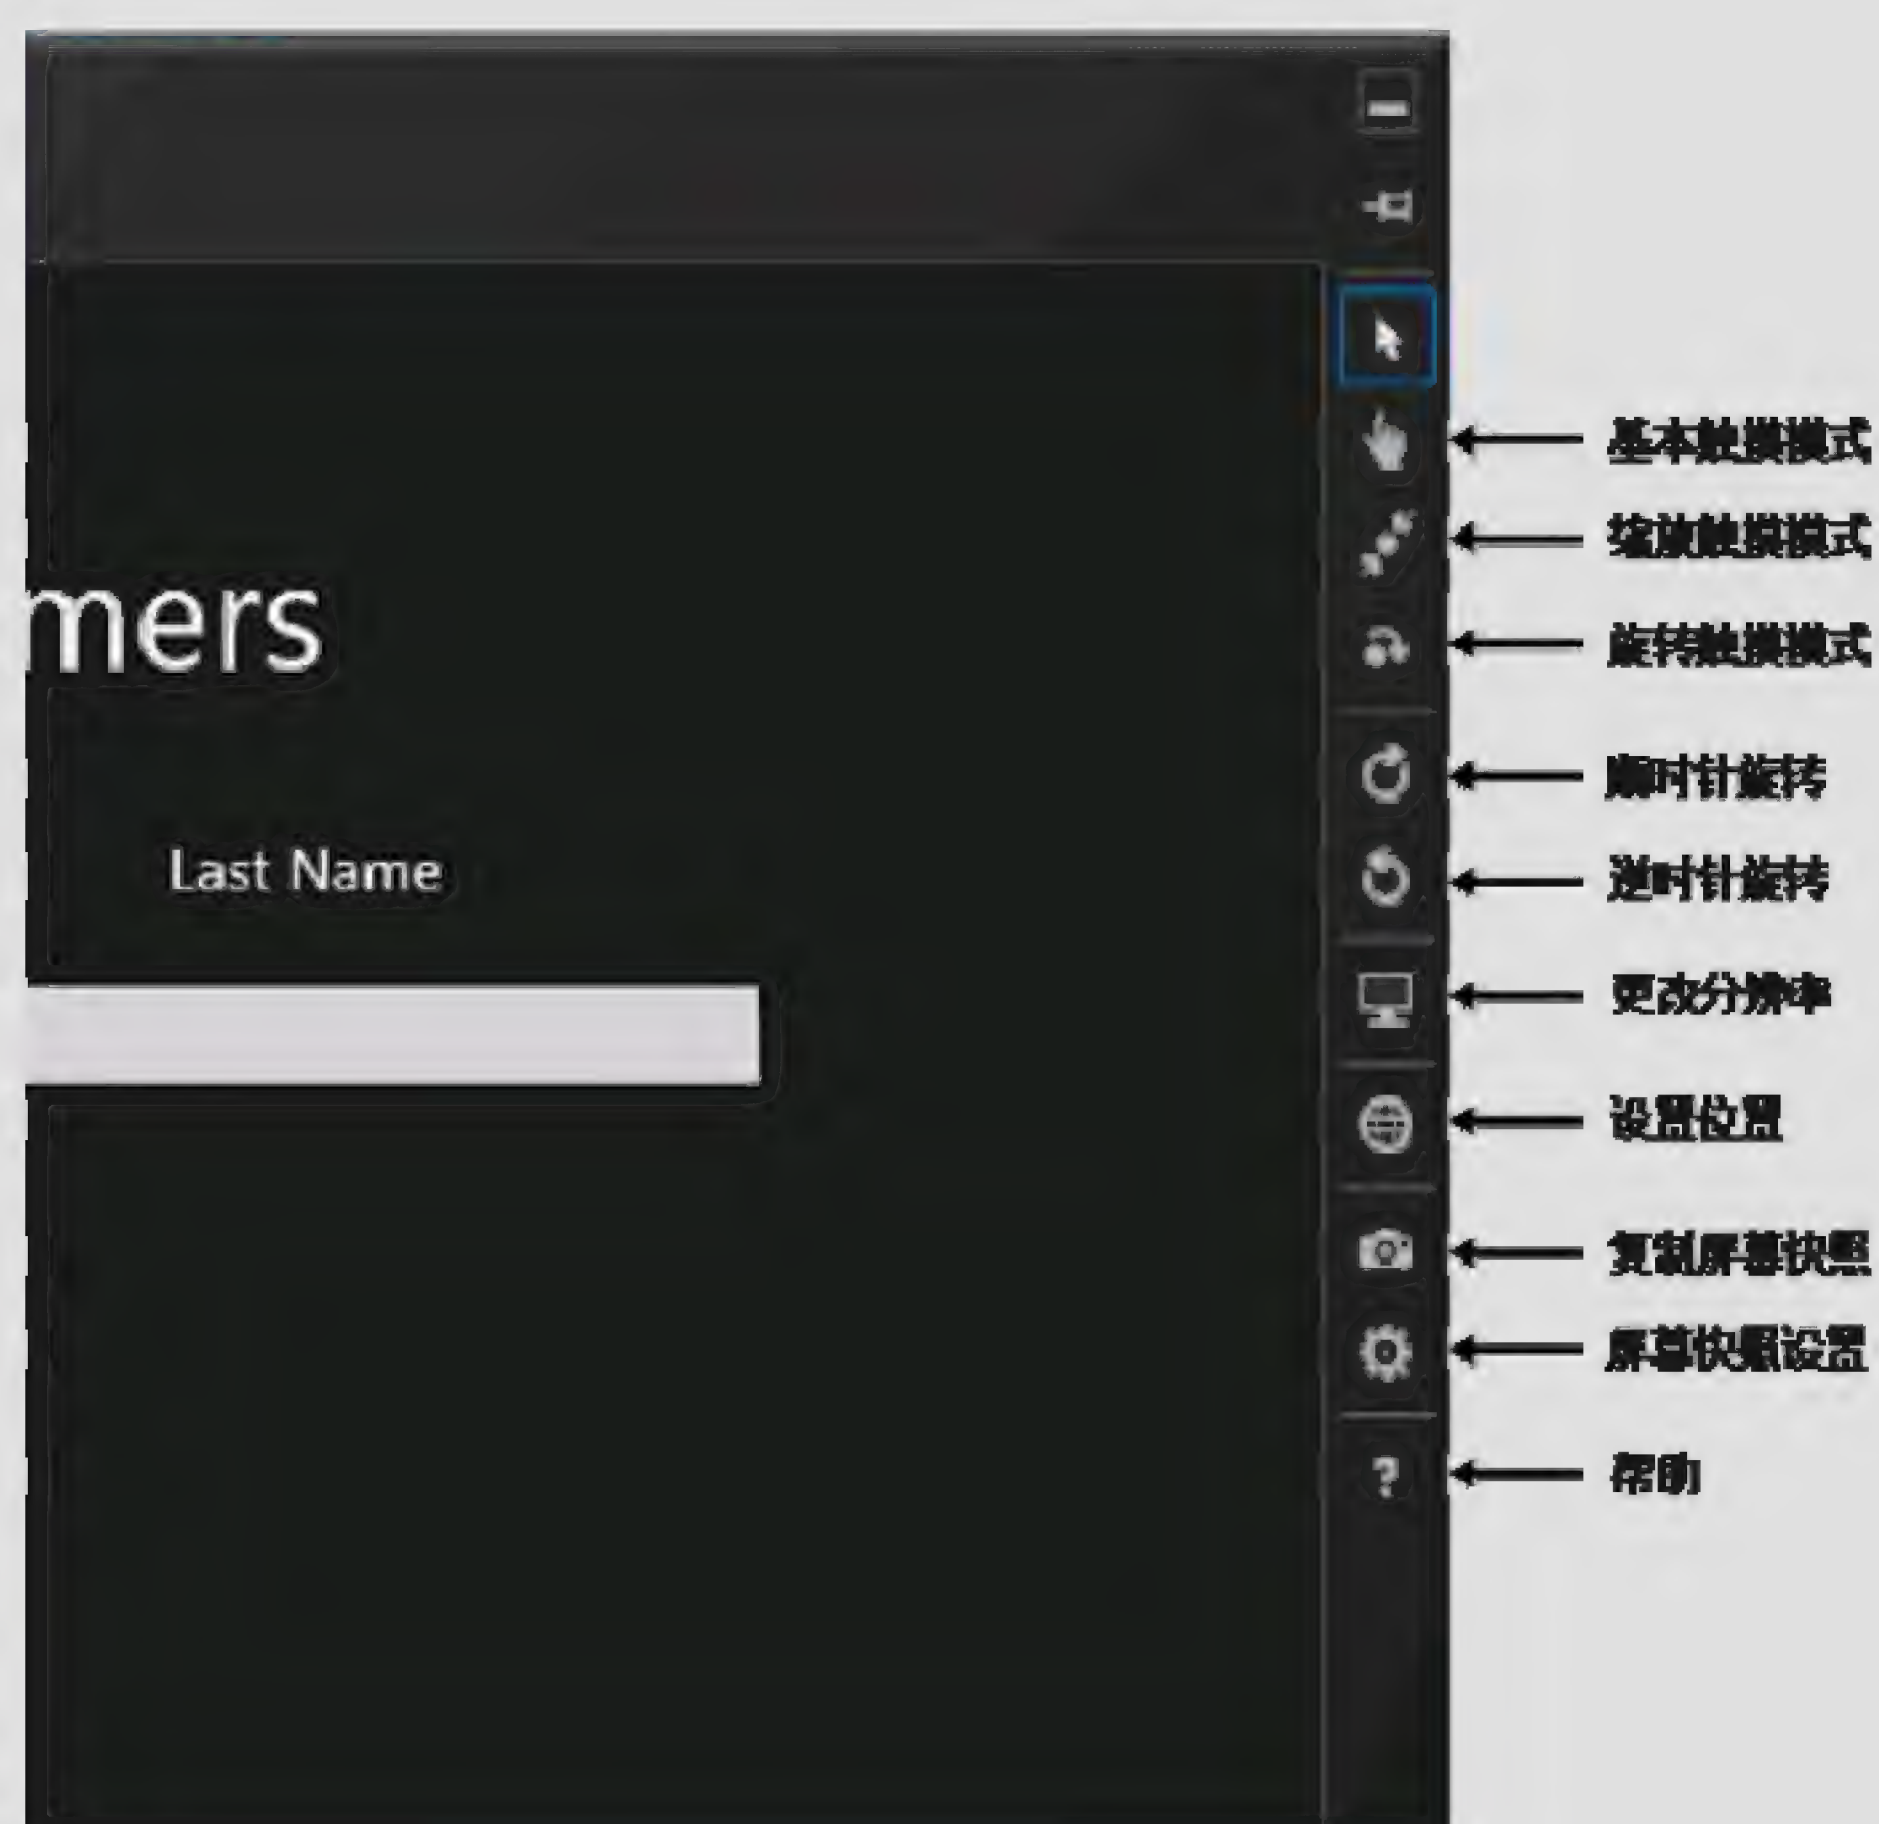 mers
Last Name
基本触摸模式
缩放触摸模式
旋转触摸模式
顺时针旋转
逆时针旋转
更改分辨率
设置位置
复制屏幕快照
屏幕快照设置
帮助